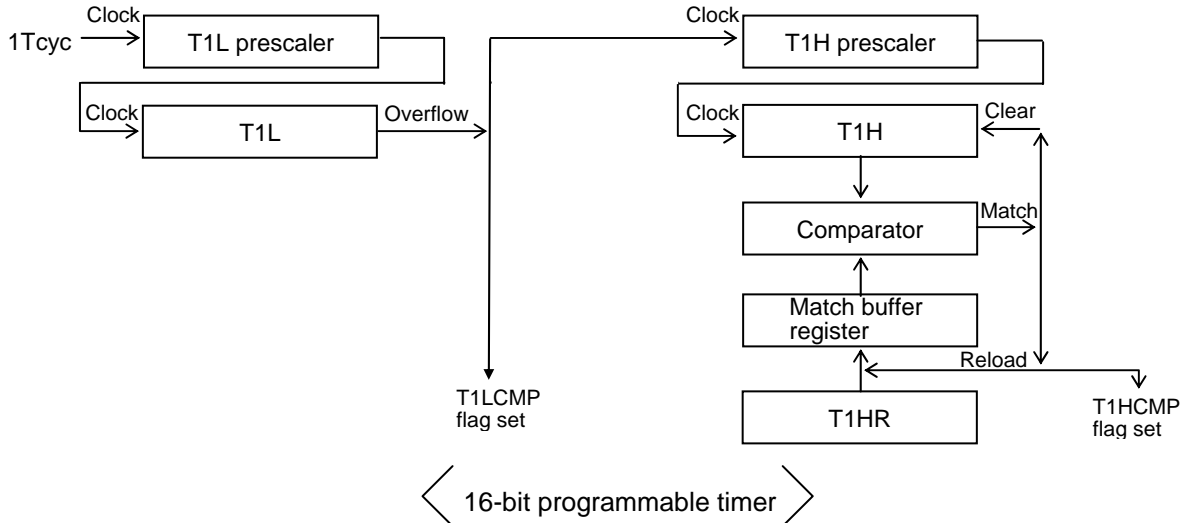 Clock
1Tcyc
T1L prescaler
Clock
T1H prescaler
Clock
T1L
Overflow
Clock
T1H
Clear
Comparator
Match
Match buffer
register
Reload
T1LCMP
flag set
T1HR
T1HCMP
flag set
16-bit programmable timer